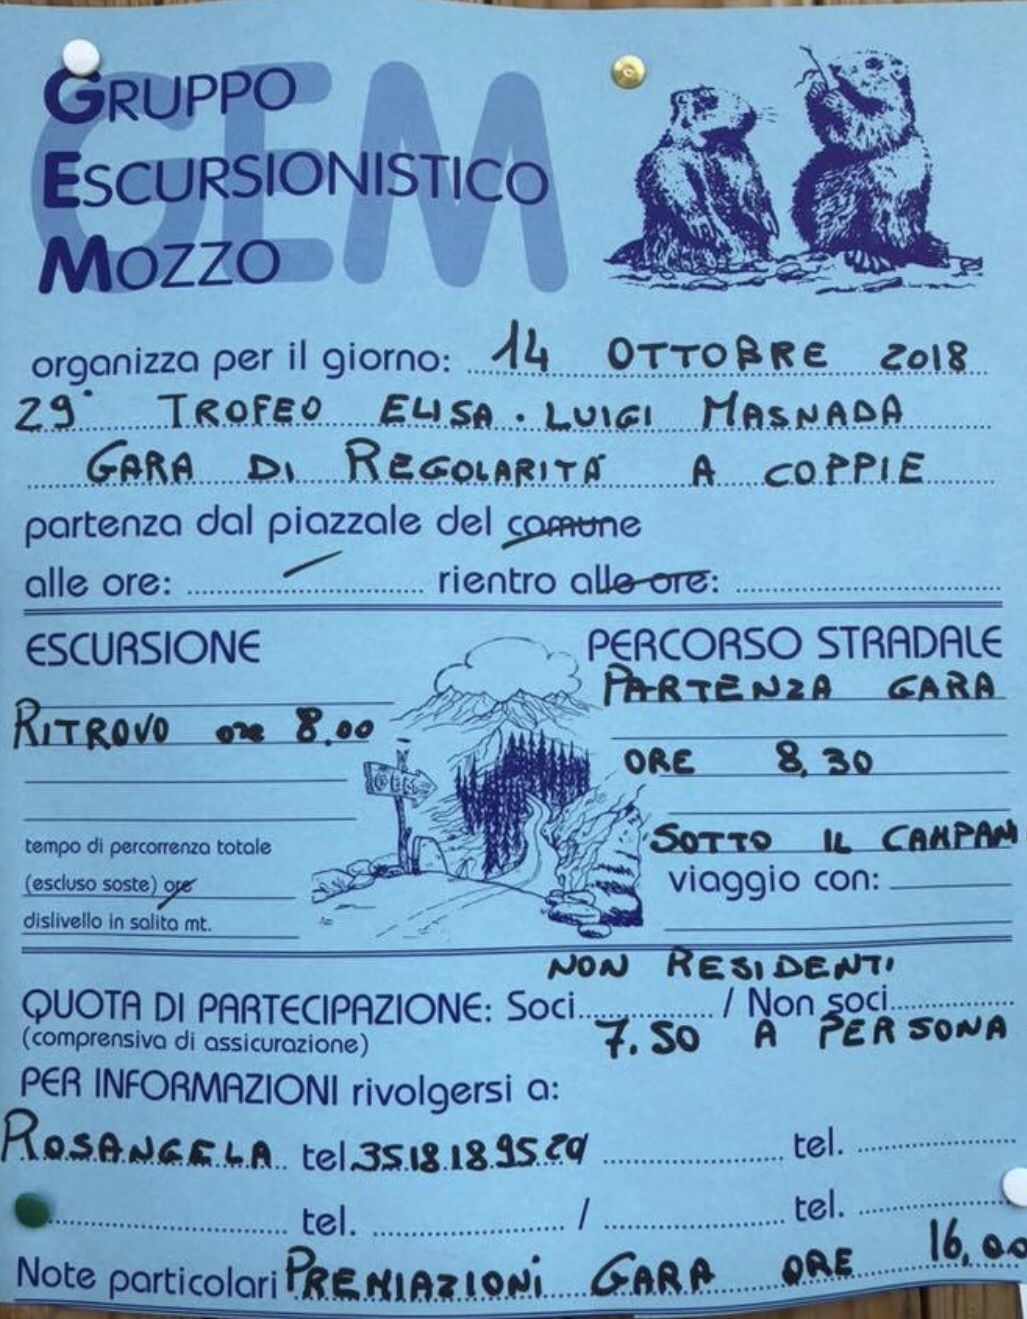 GRUPPO
ESCURSIONISTICO
MOZZO
GEM
organizza per il giorno: 14 OTTOBRE 2018
29° TROFEO ELISA · LUIGI MASNADA
GARA DI REGOLARITÀ A COPPIE
partenza dal piazzale del comune
alle ore: / rientro alle ore:
ESCURSIONE
RITROVO ore 8.00
tempo di percorrenza totale
(escluso soste) ore
dislivello in salita mt.
GEM
PERCORSO STRADALE
PARTENZA GARA
ORE 8,30
SOTTO IL CAMPAN
viaggio con:
NON RESIDENTI
QUOTA DI PARTECIPAZIONE: Soci / Non soci
(comprensiva di assicurazione) 7.50 A PERSONA
PER INFORMAZIONI rivolgersi a:
ROSANGELA tel. tel.
tel. / tel.
Note particolari PREMIAZIONI GARA ORE 16,00